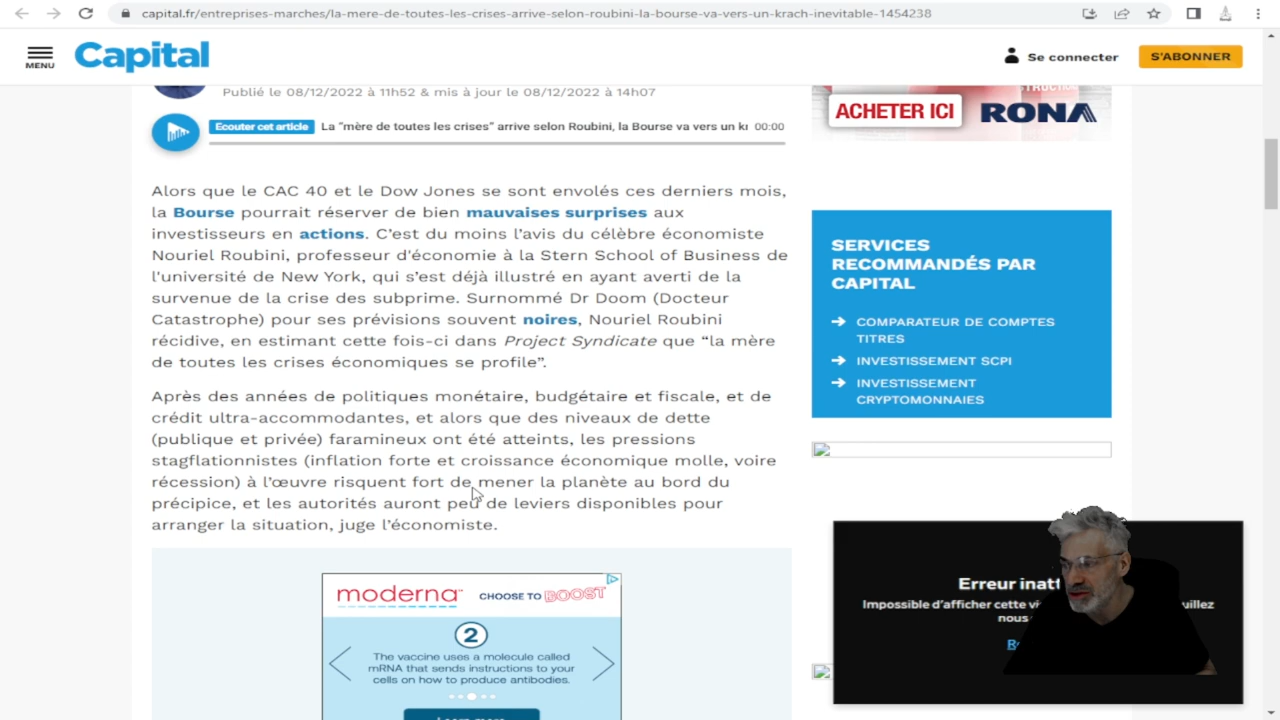 capital.fr/entreprises-marches/la-mere-de-toutes-les-crises-arrive-selon-roubini-la-bourse-va-vers-un-krach-inevitable-1454238
MENU
Capital
Se connecter
S'ABONNER
Publié le 08/12/2022 à 11h52 & mis à jour le 08/12/2022 à 14h07
Ecouter cet article La “mère de toutes les crises” arrive selon Roubini, la Bourse va vers un 00:00
Alors que le CAC 40 et le Dow Jones se sont envolés ces derniers mois,
la Bourse pourrait réserver de bien mauvaises surprises aux
investisseurs en actions. C’est du moins l’avis du célèbre économiste
Nouriel Roubini, professeur d'économie à la Stern School of Business de
l'université de New York, qui s’est déjà illustré en ayant averti de la
survenue de la crise des subprime. Surnommé Dr Doom (Docteur
Catastrophe) pour ses prévisions souvent noires, Nouriel Roubini
récidive, en estimant cette fois-ci dans Project Syndicate que “la mère
de toutes les crises économiques se profile”.
Après des années de politiques monétaire, budgétaire et fiscale, et de
crédit ultra-accommodantes, et alors que des niveaux de dette
(publique et privée) faramineux ont été atteints, les pressions
stagflationnistes (inflation forte et croissance économique molle, voire
récession) à l’œuvre risquent fort de mener la planète au bord du
précipice, et les autorités auront peu de leviers disponibles pour
arranger la situation, juge l’économiste.
moderna
CHOOSE TO BOOST
2
The vaccine uses a molecule called
mRNA that sends instructions to your
cells on how to produce antibodies.
Learn more
ACHETER ICI
RONA
SERVICES
RECOMMANDÉS PAR
CAPITAL
COMPARATEUR DE COMPTES
TITRES
INVESTISSEMENT SCPI
INVESTISSEMENT
CRYPTOMONNAIES
Erreur
Impossible d'afficher cette
nous